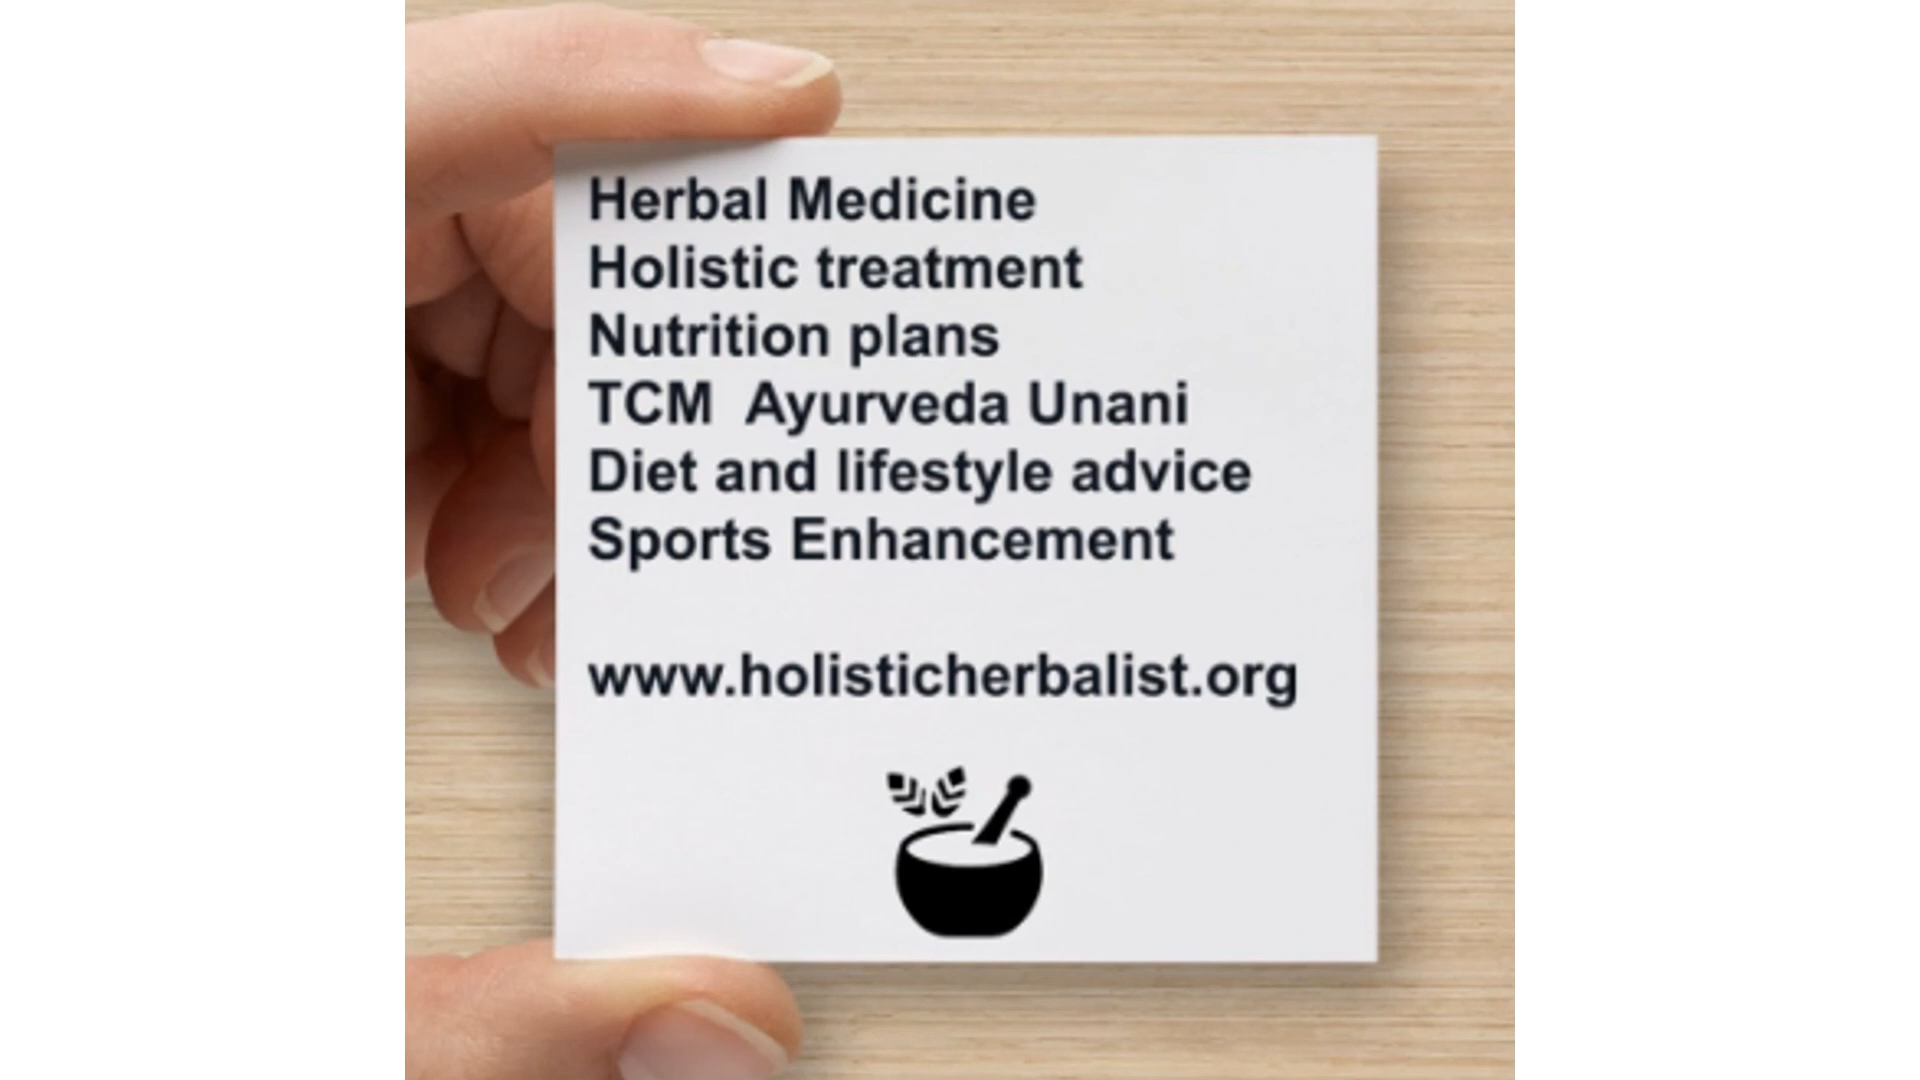 Herbal Medicine
Holistic treatment
Nutrition plans
TCM  Ayurveda Unani
Diet and lifestyle advice
Sports Enhancement
www.holisticherbalist.org